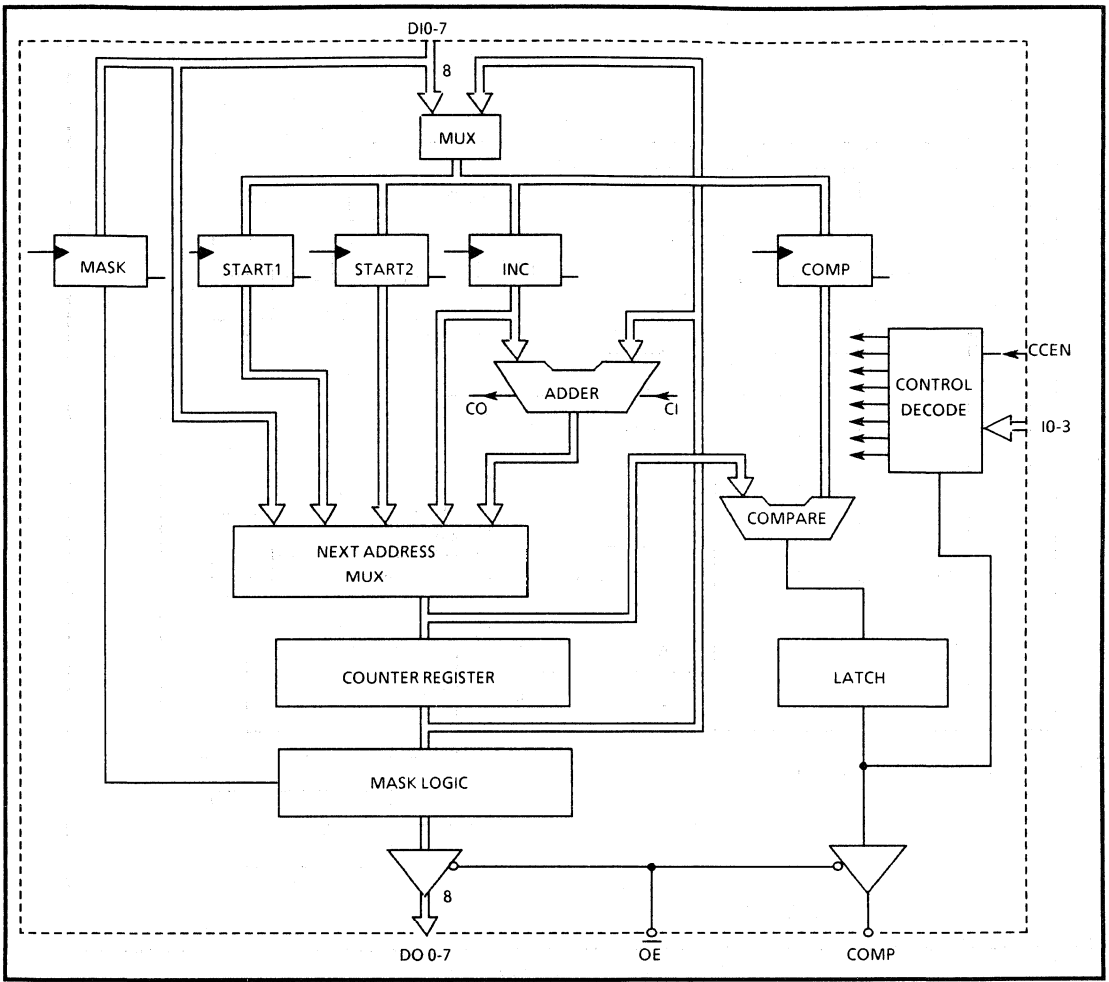 DI0-7
8
MUX
MASK
START1
START2
INC
COMP
CCEN
CONTROL
DECODE
I0-3
ADDER
CO
CI
COMPARE
NEXT ADDRESS
MUX
COUNTER REGISTER
LATCH
MASK LOGIC
8
DO 0-7
OE
COMP